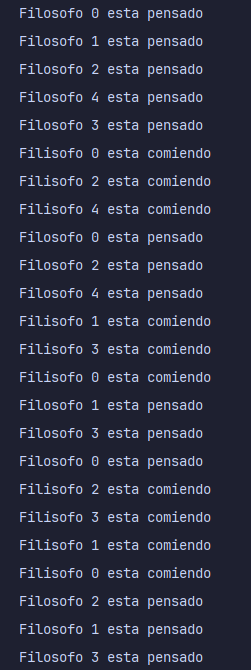 Filosofo 0 esta pensado
Filosofo 1 esta pensado
Filosofo 2 esta pensado
Filosofo 4 esta pensado
Filosofo 3 esta pensado
Filisofo 0 esta comiendo
Filisofo 2 esta comiendo
Filisofo 4 esta comiendo
Filosofo 0 esta pensado
Filosofo 2 esta pensado
Filosofo 4 esta pensado
Filisofo 1 esta comiendo
Filisofo 3 esta comiendo
Filisofo 0 esta comiendo
Filosofo 1 esta pensado
Filosofo 3 esta pensado
Filosofo 0 esta pensado
Filisofo 2 esta comiendo
Filisofo 3 esta comiendo
Filisofo 1 esta comiendo
Filisofo 0 esta comiendo
Filosofo 2 esta pensado
Filosofo 1 esta pensado
Filosofo 3 esta pensado